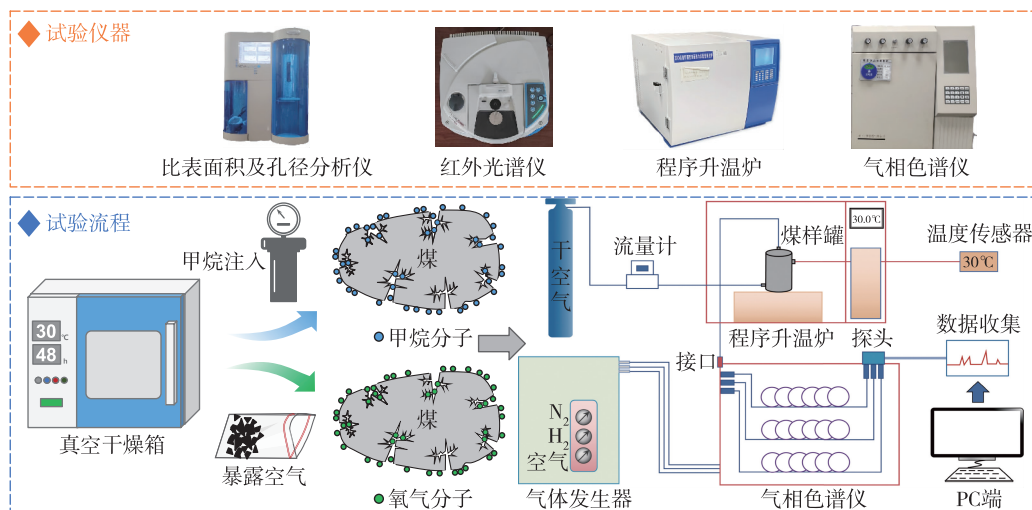 试验仪器
比表面积及孔径分析仪
红外光谱仪
程序升温炉
气相色谱仪
试验流程
甲烷注入
30℃
48h
真空干燥箱
暴露空气
煤
甲烷分子
煤
氧气分子
干空气
流量计
煤样罐
30.0℃
温度传感器
30℃
程序升温炉
探头
接口
数据收集
N₂
H₂
空气
气体发生器
气相色谱仪
PC端